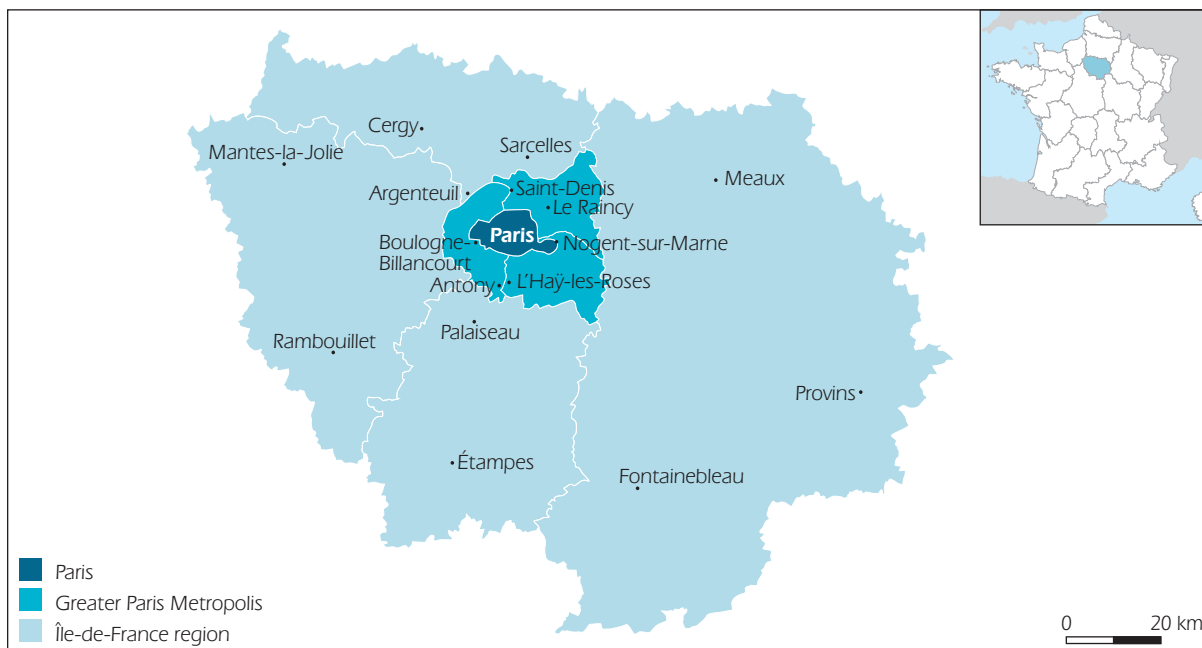 Cergy
Mantes-la-Jolie
Sarcelles
Meaux
Argenteuil
Saint-Denis
Le Raincy
Paris
Boulogne-
Billancourt
Nogent-sur-Marne
Antony
L'Haÿ-les-Roses
Palaiseau
Rambouillet
Provins
Étampes
Fontainebleau
Paris
Greater Paris Metropolis
Île-de-France region
0 20 km